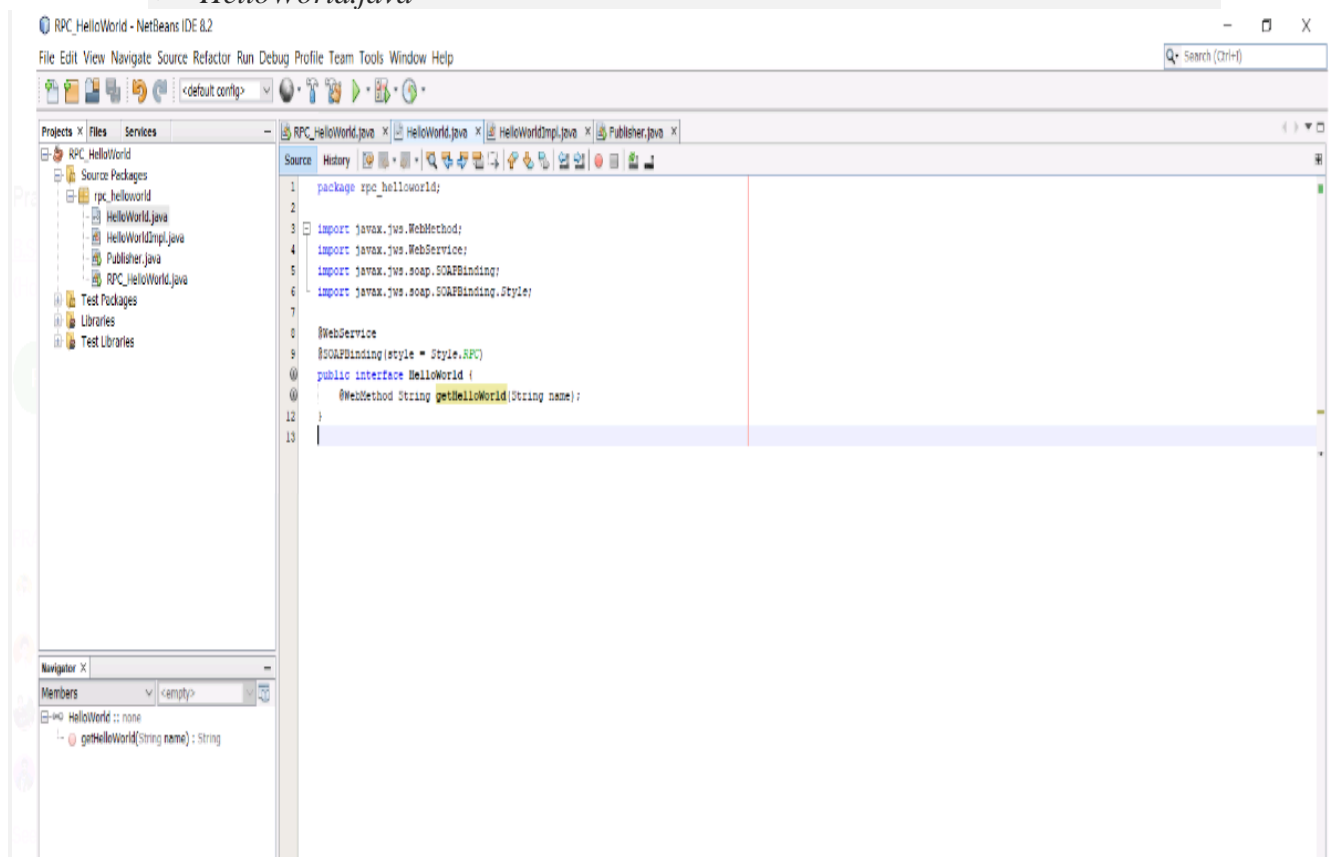 HelloWorld.java
RPC_HelloWorld - NetBeans IDE 8.2
File Edit View Navigate Source Refactor Run Debug Profile Team Tools Window Help
Search (Ctrl+I)
<default config>
Projects Files Services
RPC_HelloWorld
Source Packages
rpc_helloworld
HelloWorld.java
HelloWorldImpl.java
Publisher.java
RPC_HelloWorld.java
Test Packages
Libraries
Test Libraries
RPC_HelloWorld.java HelloWorld.java HelloWorldImpl.java Publisher.java
Source History
1 package rpc_helloworld;
2
3 import javax.jws.WebMethod;
4 import javax.jws.WebService;
5 import javax.jws.soap.SOAPBinding;
6 import javax.jws.soap.SOAPBinding.Style;
7
8 @WebService
9 @SOAPBinding(style = Style.RPC)
public interface HelloWorld {
@WebMethod String getHelloWorld(String name);
12 }
13
Navigator
Members <empty>
HelloWorld :: none
getHelloWorld(String name) : String